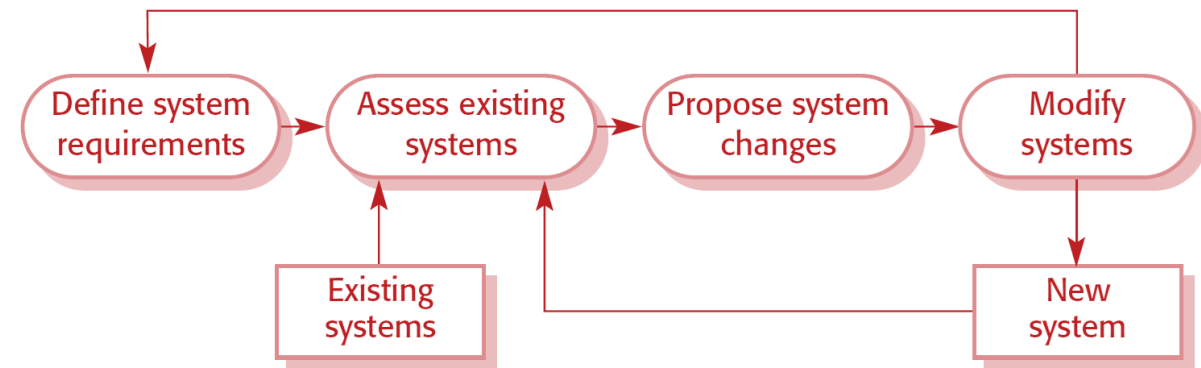 Define system
requirements
Assess existing
systems
Propose system
changes
Modify
systems
Existing
systems
New
system